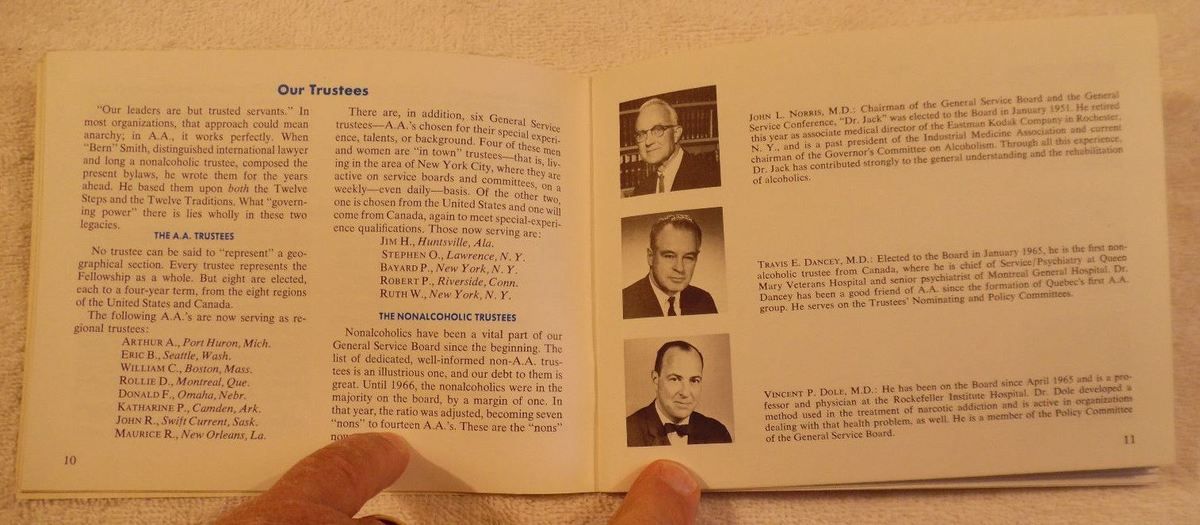 Our Trustees
"Our leaders are but trusted servants." In
most organizations, that approach could mean
anarchy; in A.A., it works perfectly. When
"Bern" Smith, distinguished international lawyer
and long a nonalcoholic trustee, composed the
present bylaws, he wrote them for the years
ahead. He based them upon both the Twelve
Steps and the Twelve Traditions. What "govern-
ing power" there is lies wholly in these two
legacies.
THE A.A. TRUSTEES
No trustee can be said to "represent" a geo-
graphical section. Every trustee represents the
Fellowship as a whole. But eight are elected,
each to a four-year term, from the eight regions
of the United States and Canada.
The following A.A.'s are now serving as re-
gional trustees:
ARTHUR A., Port Huron, Mich.
ERIC B., Seattle, Wash.
WILLIAM C., Boston, Mass.
ROLLIE D., Montreal, Que.
DONALD F., Omaha, Nebr.
KATHARINE P., Camden, Ark.
JOHN R., Swift Current, Sask.
MAURICE R., New Orleans, La.
10
There are, in addition, six General Service
trustees—A.A.'s chosen for their special experi-
ence, talents, or background. Four of these men
and women are "in town" trustees—that is, liv-
ing in the area of New York City, where they are
active on service boards and committees, on a
weekly—even daily—basis. Of the other two,
one is chosen from the United States and one will
come from Canada, again to meet special-experi-
ence qualifications. Those now serving are:
JIM H., Huntsville, Ala.
STEPHEN O., Lawrence, N. Y.
BAYARD P., New York, N. Y.
ROBERT P., Riverside, Conn.
RUTH W., New York, N. Y.
THE NONALCOHOLIC TRUSTEES
Nonalcoholics have been a vital part of our
General Service Board since the beginning. The
list of dedicated, well-informed non-A.A. trus-
tees is an illustrious one, and our debt to them is
great. Until 1966, the nonalcoholics were in the
majority on the board, by a margin of one. In
that year, the ratio was adjusted, becoming seven
"nons" to fourteen A.A.'s. These are the "nons"
now
JOHN L. NORRIS, M.D.: Chairman of the General Service Board and the General
Service Conference, "Dr. Jack" was elected to the Board in January 1951. He retired
this year as associate medical director of the Eastman Kodak Company in Rochester,
N. Y., and is a past president of the Industrial Medicine Association and current
chairman of the Governor's Committee on Alcoholism. Through all this experience,
Dr. Jack has contributed strongly to the general understanding and the rehabilitation
of alcoholics.
TRAVIS E. DANCEY, M.D.: Elected to the Board in January 1965, he is the first non-
alcoholic trustee from Canada, where he is chief of Service/Psychiatry at Queen
Mary Veterans Hospital and senior psychiatrist of Montreal General Hospital. Dr.
Dancey has been a good friend of A.A. since the formation of Quebec's first A.A.
group. He serves on the Trustees' Nominating and Policy Committees.
VINCENT P. DOLE, M.D.: He has been on the Board since April 1965 and is a pro-
fessor and physician at the Rockefeller Institute Hospital. Dr. Dole developed a
method used in the treatment of narcotic addiction and is active in organizations
dealing with that health problem, as well. He is a member of the Policy Committee
of the General Service Board.
11